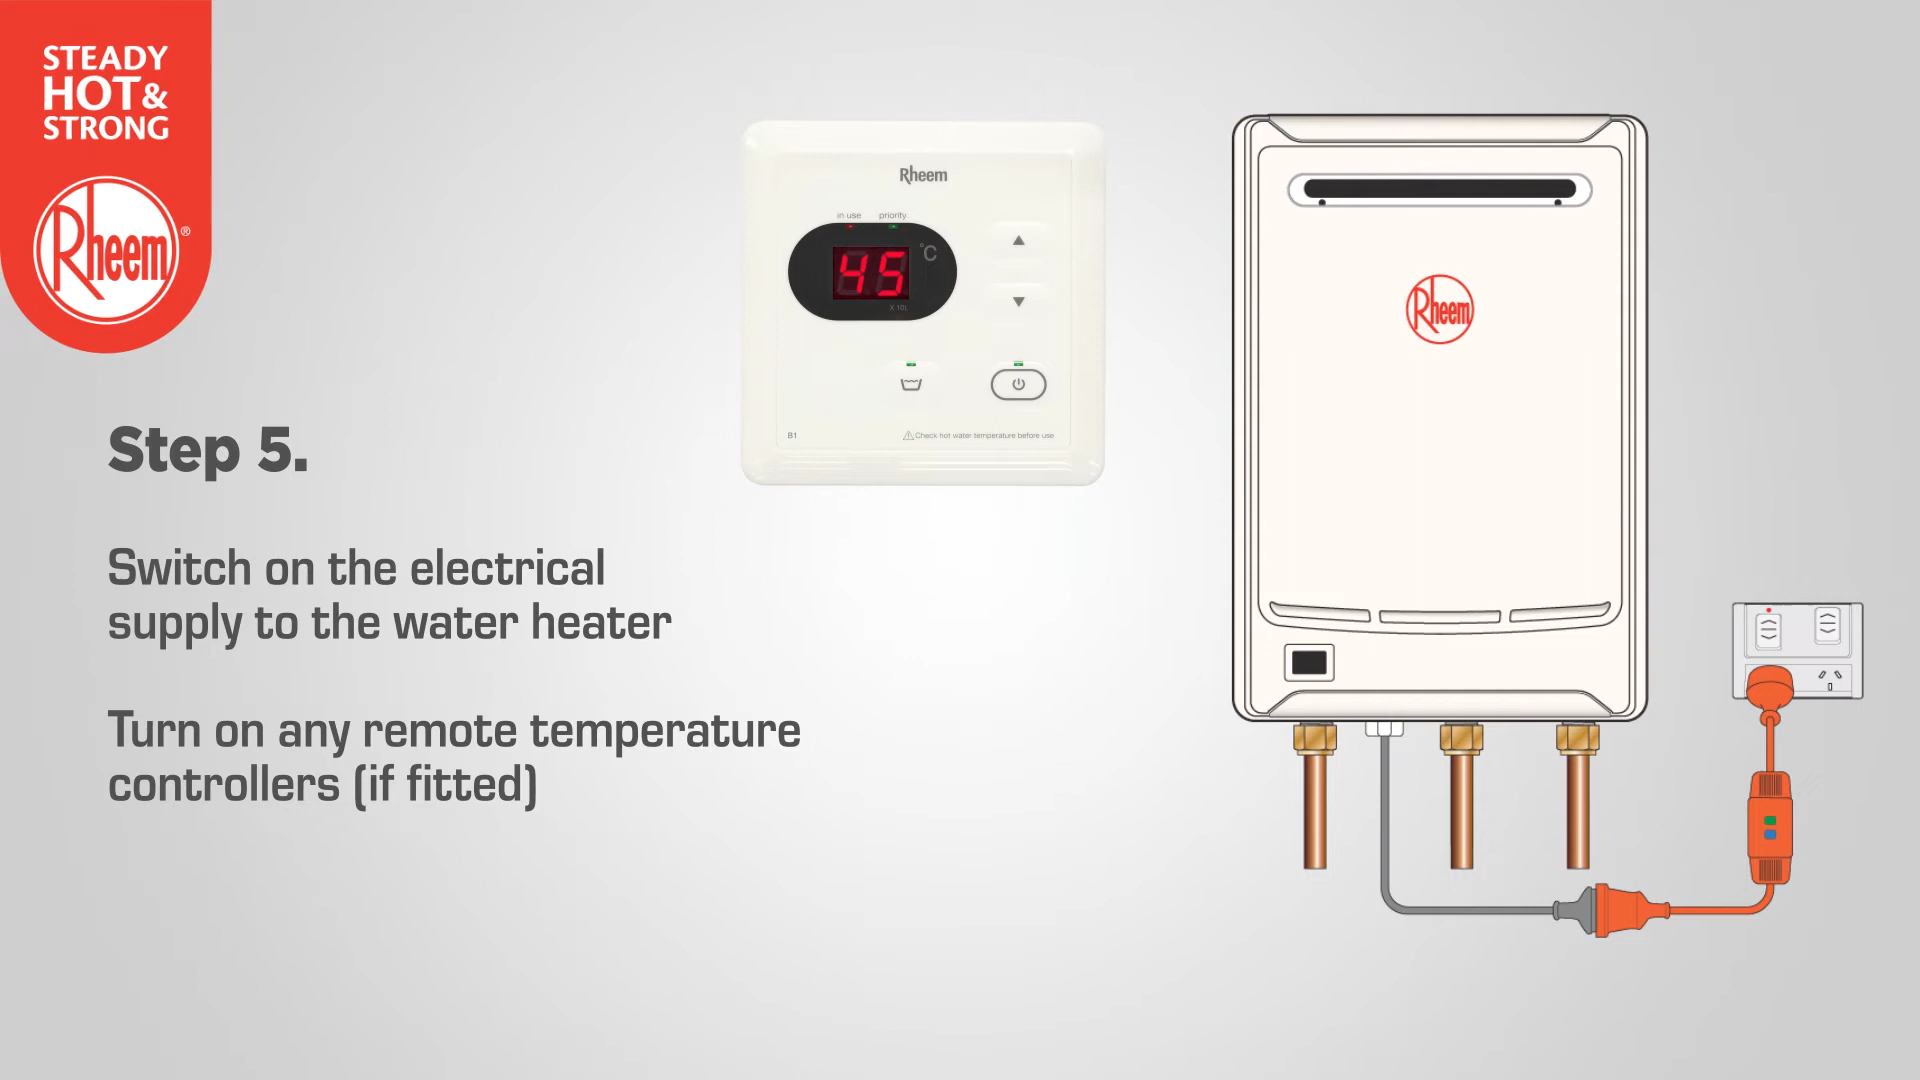 STEADY
HOT&
STRONG
Rheem®
Step 5.
Switch on the electrical
supply to the water heater
Turn on any remote temperature
controllers (if fitted)
Rheem
in use priority
45 °C
X 10L
B1
Check hot water temperature before use
Rheem